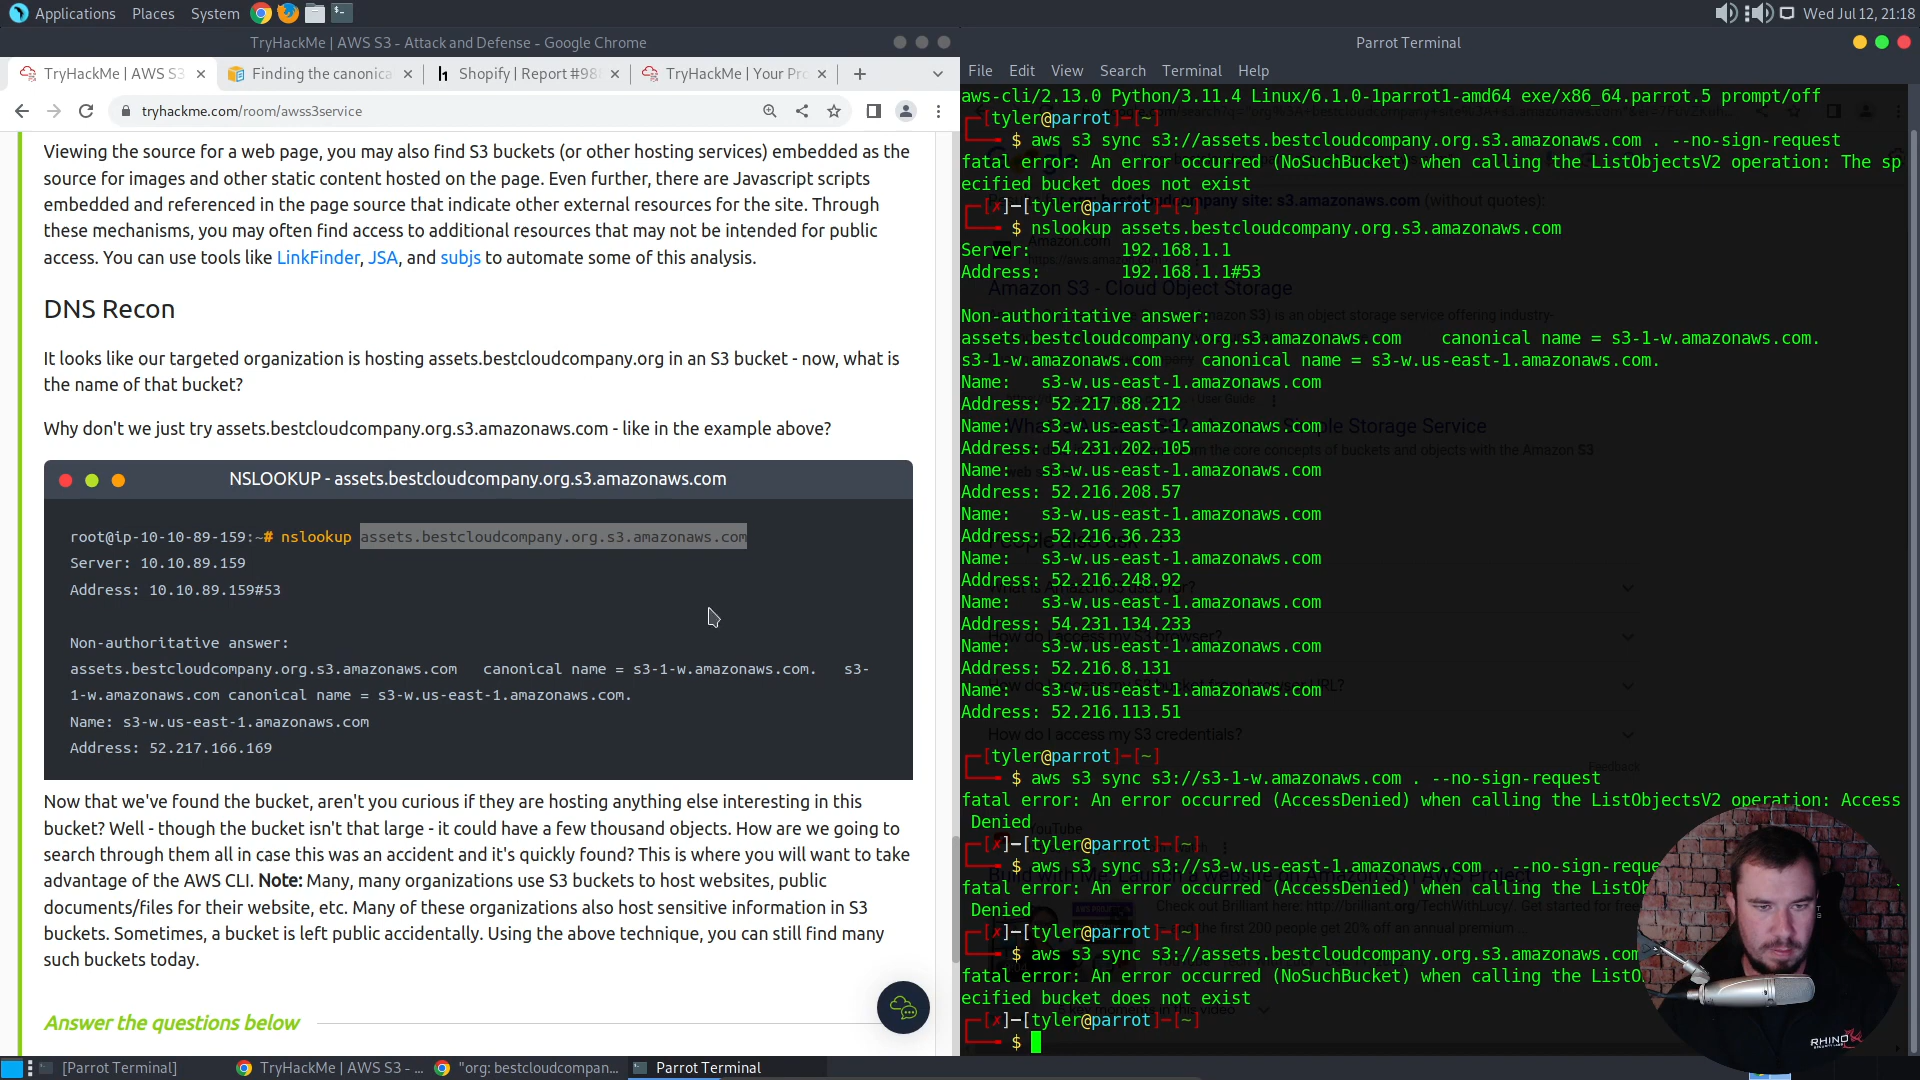 Applications Places System
Wed Jul 12, 21:18
TryHackMe | AWS S3 - Attack and Defense - Google Chrome
TryHackMe | AWS S3
Finding the canonica
Shopify | Report #98
TryHackMe | Your Pro
tryhackme.com/room/awss3service
Viewing the source for a web page, you may also find S3 buckets (or other hosting services) embedded as the
source for images and other static content hosted on the page. Even further, there are Javascript scripts
embedded and referenced in the page source that indicate other external resources for the site. Through
these mechanisms, you may often find access to additional resources that may not be intended for public
access. You can use tools like LinkFinder, JSA, and subjs to automate some of this analysis.
DNS Recon
It looks like our targeted organization is hosting assets.bestcloudcompany.org in an S3 bucket - now, what is
the name of that bucket?
Why don't we just try assets.bestcloudcompany.org.s3.amazonaws.com - like in the example above?
NSLOOKUP - assets.bestcloudcompany.org.s3.amazonaws.com
root@ip-10-10-89-159:~# nslookup assets.bestcloudcompany.org.s3.amazonaws.com
Server: 10.10.89.159
Address: 10.10.89.159#53
Non-authoritative answer:
assets.bestcloudcompany.org.s3.amazonaws.com canonical name = s3-1-w.amazonaws.com. s3-
1-w.amazonaws.com canonical name = s3-w.us-east-1.amazonaws.com.
Name: s3-w.us-east-1.amazonaws.com
Address: 52.217.166.169
Now that we've found the bucket, aren't you curious if they are hosting anything else interesting in this
bucket? Well - though the bucket isn't that large - it could have a few thousand objects. How are we going to
search through them all in case this was an accident and it's quickly found? This is where you will want to take
advantage of the AWS CLI. Note: Many, many organizations use S3 buckets to host websites, public
documents/files for their website, etc. Many of these organizations also host sensitive information in S3
buckets. Sometimes, a bucket is left public accidentally. Using the above technique, you can still find many
such buckets today.
Answer the questions below
Parrot Terminal
File Edit View Search Terminal Help
aws-cli/2.13.0 Python/3.11.4 Linux/6.1.0-1parrot1-amd64 exe/x86_64.parrot.5 prompt/off
[tyler@parrot]─[~]
$ aws s3 sync s3://assets.bestcloudcompany.org.s3.amazonaws.com . --no-sign-request
fatal error: An error occurred (NoSuchBucket) when calling the ListObjectsV2 operation: The sp
ecified bucket does not exist
[✗]─[tyler@parrot]─[~]
$ nslookup assets.bestcloudcompany.org.s3.amazonaws.com
Server: 192.168.1.1
Address: 192.168.1.1#53
Non-authoritative answer:
assets.bestcloudcompany.org.s3.amazonaws.com canonical name = s3-1-w.amazonaws.com.
s3-1-w.amazonaws.com canonical name = s3-w.us-east-1.amazonaws.com.
Name: s3-w.us-east-1.amazonaws.com
Address: 52.217.88.212
Name: s3-w.us-east-1.amazonaws.com
Address: 54.231.202.105
Name: s3-w.us-east-1.amazonaws.com
Address: 52.216.208.57
Name: s3-w.us-east-1.amazonaws.com
Address: 52.216.36.233
Name: s3-w.us-east-1.amazonaws.com
Address: 52.216.248.92
Name: s3-w.us-east-1.amazonaws.com
Address: 54.231.134.233
Name: s3-w.us-east-1.amazonaws.com
Address: 52.216.8.131
Name: s3-w.us-east-1.amazonaws.com
Address: 52.216.113.51
[tyler@parrot]─[~]
$ aws s3 sync s3://s3-1-w.amazonaws.com . --no-sign-request
fatal error: An error occurred (AccessDenied) when calling the ListObjectsV2 operation: Access
Denied
[✗]─[tyler@parrot]─[~]
$ aws s3 sync s3://s3-w.us-east-1.amazonaws.com . --no-sign-reque
fatal error: An error occurred (AccessDenied) when calling the ListOb
Denied
[✗]─[tyler@parrot]─[~]
$ aws s3 sync s3://assets.bestcloudcompany.org.s3.amazonaws.com
fatal error: An error occurred (NoSuchBucket) when calling the ListO
ecified bucket does not exist
[✗]─[tyler@parrot]─[~]
$
RHINO
[Parrot Terminal]
TryHackMe | AWS S3 - ...
"org: bestcloudcompan...
Parrot Terminal